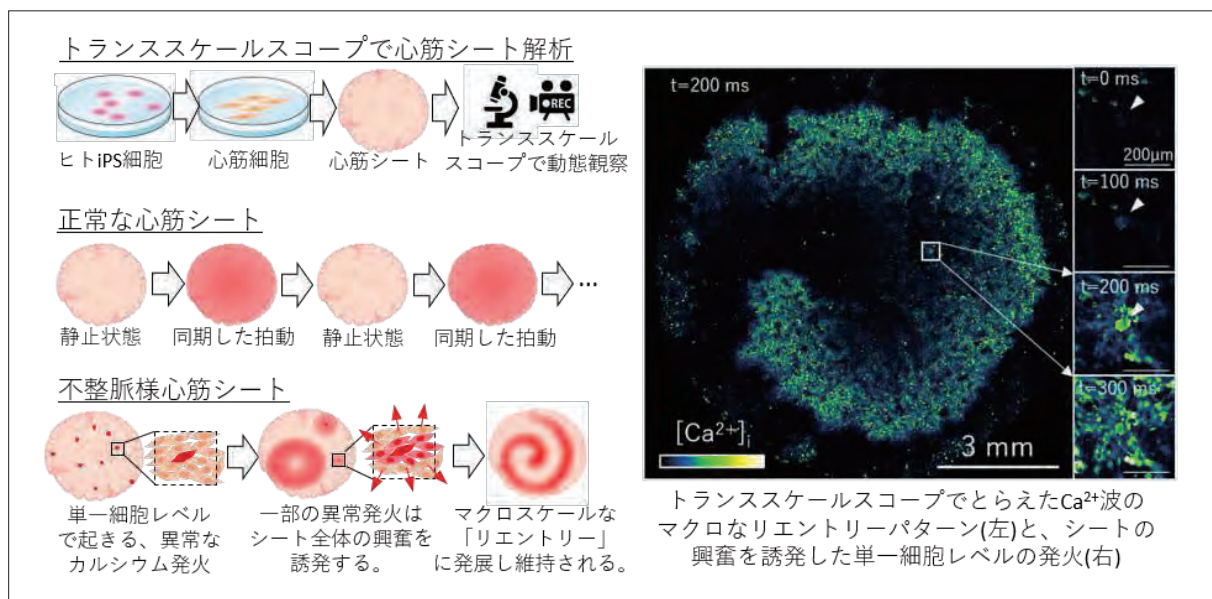 トランススケールスコープで心筋シート解析
REC
ヒトiPS細胞
心筋細胞
心筋シート
トランススケール
スコープで動態観察
正常な心筋シート
...
静止状態
同期した拍動
静止状態
同期した拍動
不整脈様心筋シート
単一細胞レベル
で起きる、異常な
カルシウム発火
一部の異常発火は
シート全体の興奮を
誘発する。
マクロスケールな
「リエントリー」
に発展し維持される。
t=200 ms
[Ca²⁺]i
3 mm
t=0 ms
200μm
t=100 ms
t=200 ms
t=300 ms
トランススケールスコープでとらえたCa²⁺波の
マクロなリエントリーパターン(左)と、シートの
興奮を誘発した単一細胞レベルの発火(右)